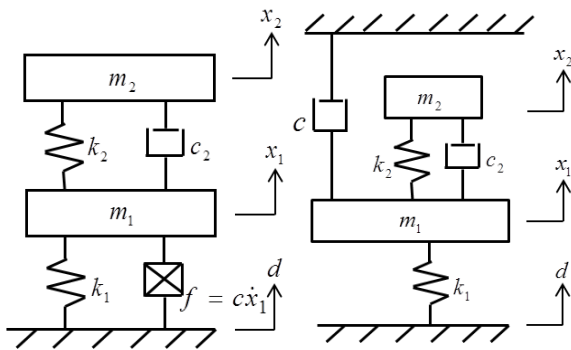 x₂
m₂
k₂
c₂
x₁
m₁
k₁
f = cẋ₁
d
c
x₂
m₂
k₂
c₂
x₁
m₁
k₁
d